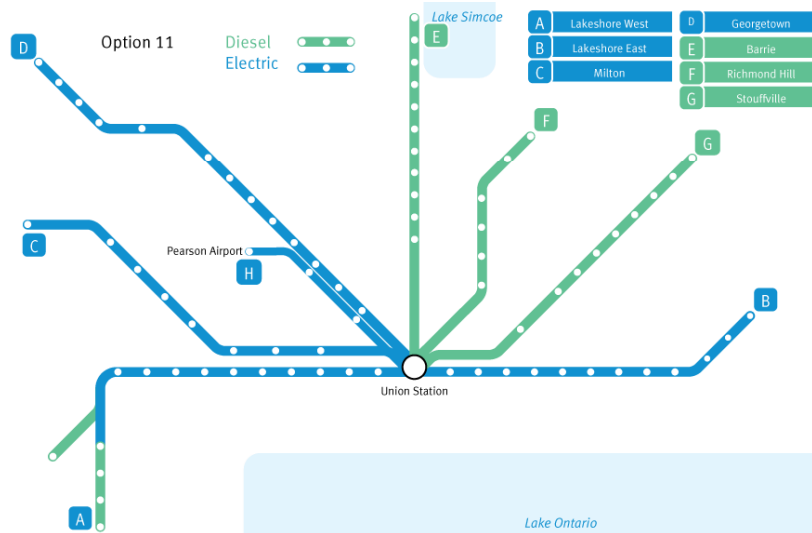 Option 11
Diesel
Electric
Lake Simcoe
A Lakeshore West
B Lakeshore East
C Milton
D Georgetown
E Barrie
F Richmond Hill
G Stouffville
D
E
F
G
C
Pearson Airport
H
B
Union Station
A
Lake Ontario